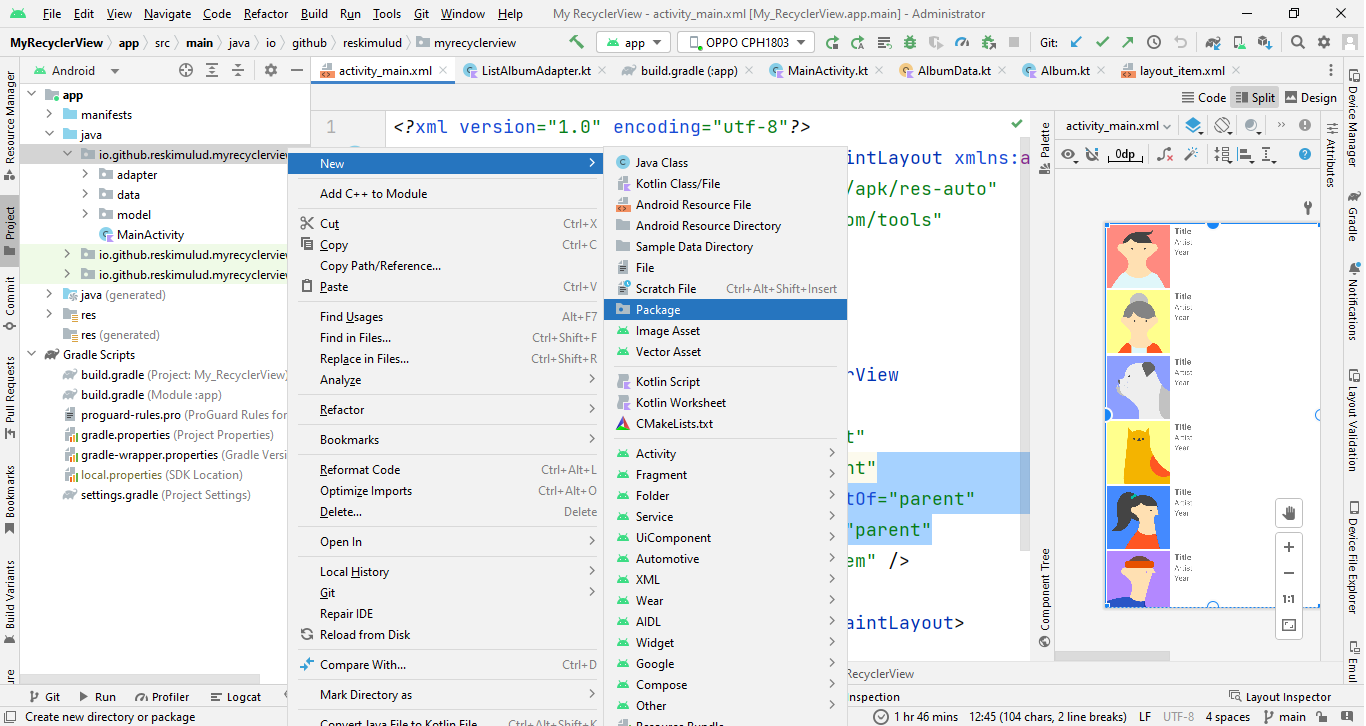 File Edit View Navigate Code Refactor Build Run Tools Git Window Help My RecyclerView - activity_main.xml [My_RecyclerView.app.main] - Administrator
MyRecyclerView app src main java io github reskimulud myrecyclerview app OPPO CPH1803 Git:
Android
activity_main.xml ListAlbumAdapter.kt build.gradle (:app) MainActivity.kt AlbumData.kt Album.kt layout_item.xml
Code Split Design
Resource Manager
Project
Commit
Pull Requests
Bookmarks
Build Variants
app
manifests
java
io.github.reskimulud.myrecyclerview
adapter
data
model
MainActivity
io.github.reskimulud.myrecyclervie
io.github.reskimulud.myrecyclervie
java (generated)
res
res (generated)
Gradle Scripts
build.gradle (Project: My_RecyclerView)
build.gradle (Module :app)
proguard-rules.pro (ProGuard Rules for
gradle.properties (Project Properties)
gradle-wrapper.properties (Gradle Versi
local.properties (SDK Location)
settings.gradle (Project Settings)
New
Add C++ to Module
Cut Ctrl+X
Copy Ctrl+C
Copy Path/Reference...
Paste Ctrl+V
Find Usages Alt+F7
Find in Files... Ctrl+Shift+F
Replace in Files... Ctrl+Shift+R
Analyze
Refactor
Bookmarks
Reformat Code Ctrl+Alt+L
Optimize Imports Ctrl+Alt+O
Delete... Delete
Open In
Local History
Git
Repair IDE
Reload from Disk
Compare With... Ctrl+D
Mark Directory as
Convert Java File to Kotlin File
Java Class
Kotlin Class/File
Android Resource File
Android Resource Directory
Sample Data Directory
File
Scratch File Ctrl+Alt+Shift+Insert
Package
Image Asset
Vector Asset
Kotlin Script
Kotlin Worksheet
CMakeLists.txt
Activity
Fragment
Folder
Service
UiComponent
Automotive
XML
Wear
AIDL
Widget
Google
Compose
Other
Resource Bundle
1 <?xml version="1.0" encoding="utf-8"?>
intLayout xmlns:a
/apk/res-auto"
om/tools"
rView
t"
nt"
tOf="parent"
"parent"
em" />
aintLayout>
RecyclerView
Palette
Component Tree
activity_main.xml
0dp
Title
Artist
Year
Title
Artist
Year
Title
Artist
Year
Title
Artist
Year
Title
Artist
Year
Title
Artist
Year
1:1
Device Manager
Attributes
Gradle
Notifications
Layout Validation
Device File Explorer
Emul
Git Run Profiler Logcat nspection Layout Inspector
Create new directory or package 1 hr 46 mins 12:45 (104 chars, 2 line breaks) LF UTF-8 4 spaces main